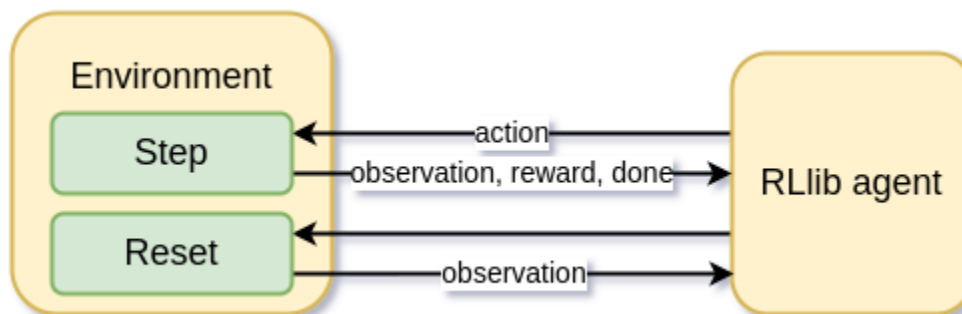 Environment
Step
action
observation, reward, done
RLlib agent
Reset
observation